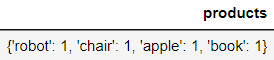 products
{'robot': 1, 'chair': 1, 'apple': 1, 'book': 1}